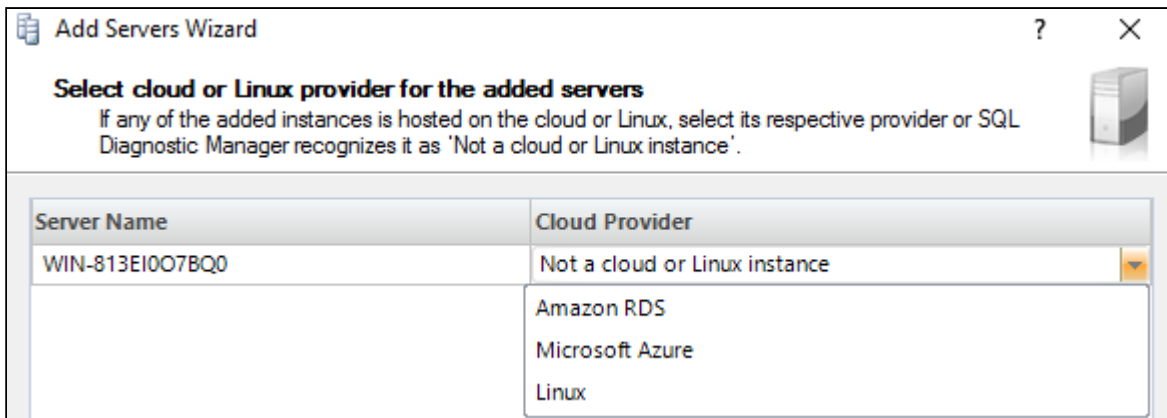 Add Servers Wizard ?
Select cloud or Linux provider for the added servers
If any of the added instances is hosted on the cloud or Linux, select its respective provider or SQL
Diagnostic Manager recognizes it as 'Not a cloud or Linux instance'.
Server Name Cloud Provider
WIN-813EI0O7BQ0 Not a cloud or Linux instance
Amazon RDS
Microsoft Azure
Linux